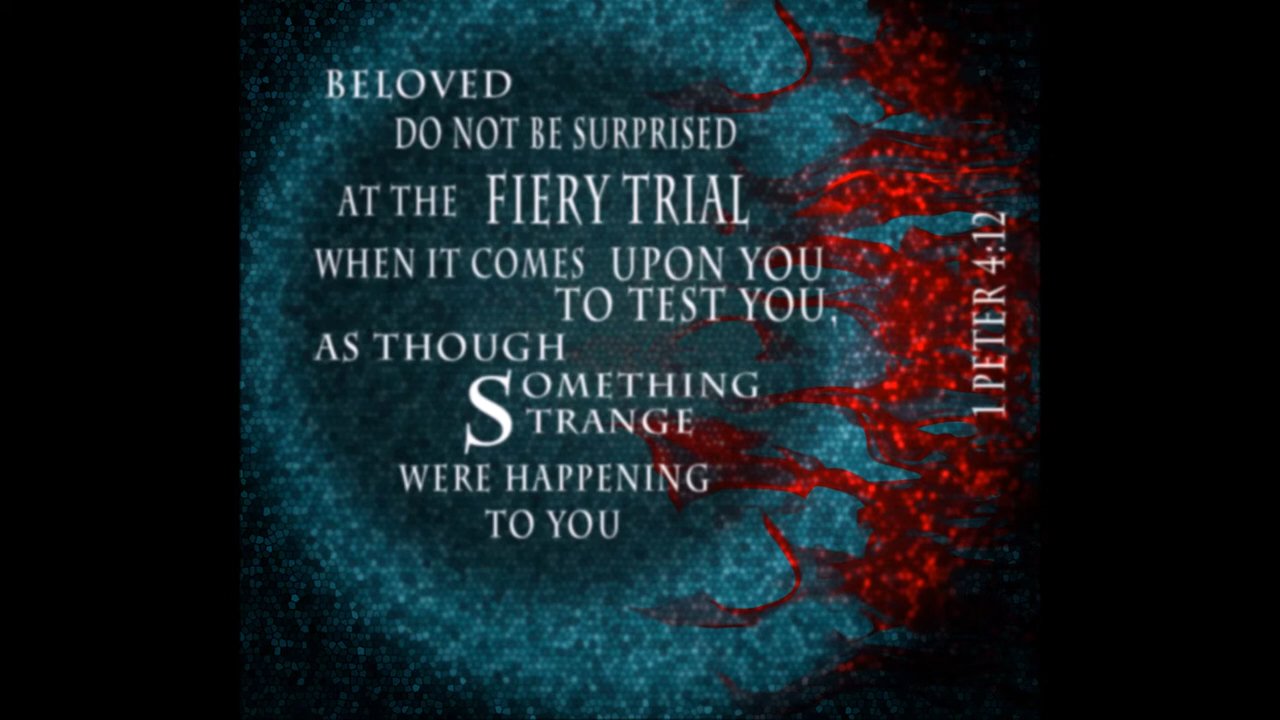 BELOVED
DO NOT BE SURPRISED
AT THE FIERY TRIAL
WHEN IT COMES UPON YOU
TO TEST YOU,
AS THOUGH
SOMETHING
STRANGE
WERE HAPPENING
TO YOU
1 PETER 4:12